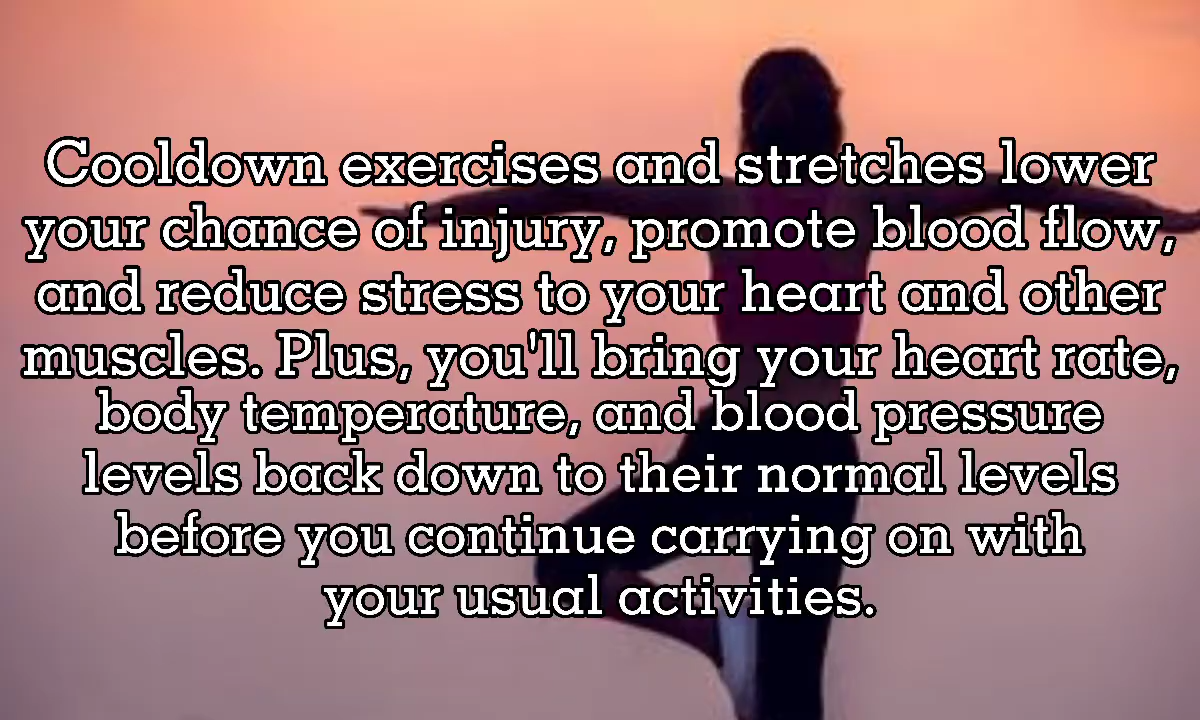 Cooldown exercises and stretches lower
your chance of injury, promote blood flow,
and reduce stress to your heart and other
muscles. Plus, you'll bring your heart rate,
body temperature, and blood pressure
levels back down to their normal levels
before you continue carrying on with
your usual activities.